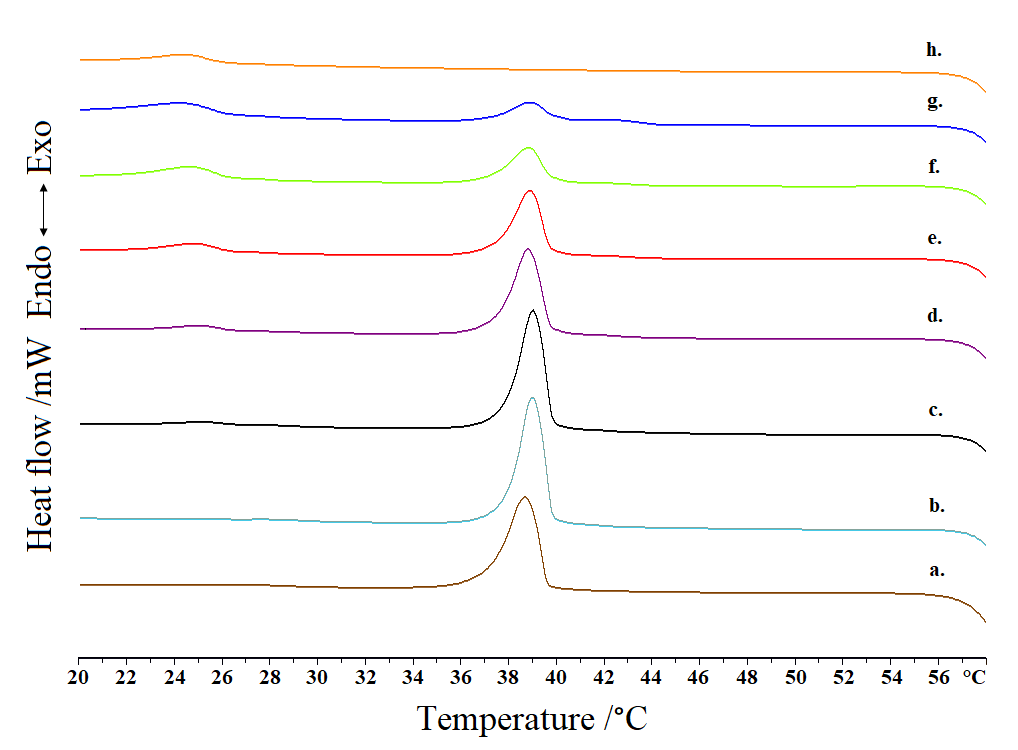 h.
g.
f.
e.
d.
c.
b.
a.
Heat flow /mW Endo ⟷ Exo
20 22 24 26 28 30 32 34 36 38 40 42 44 46 48 50 52 54 56 °C
Temperature /°C